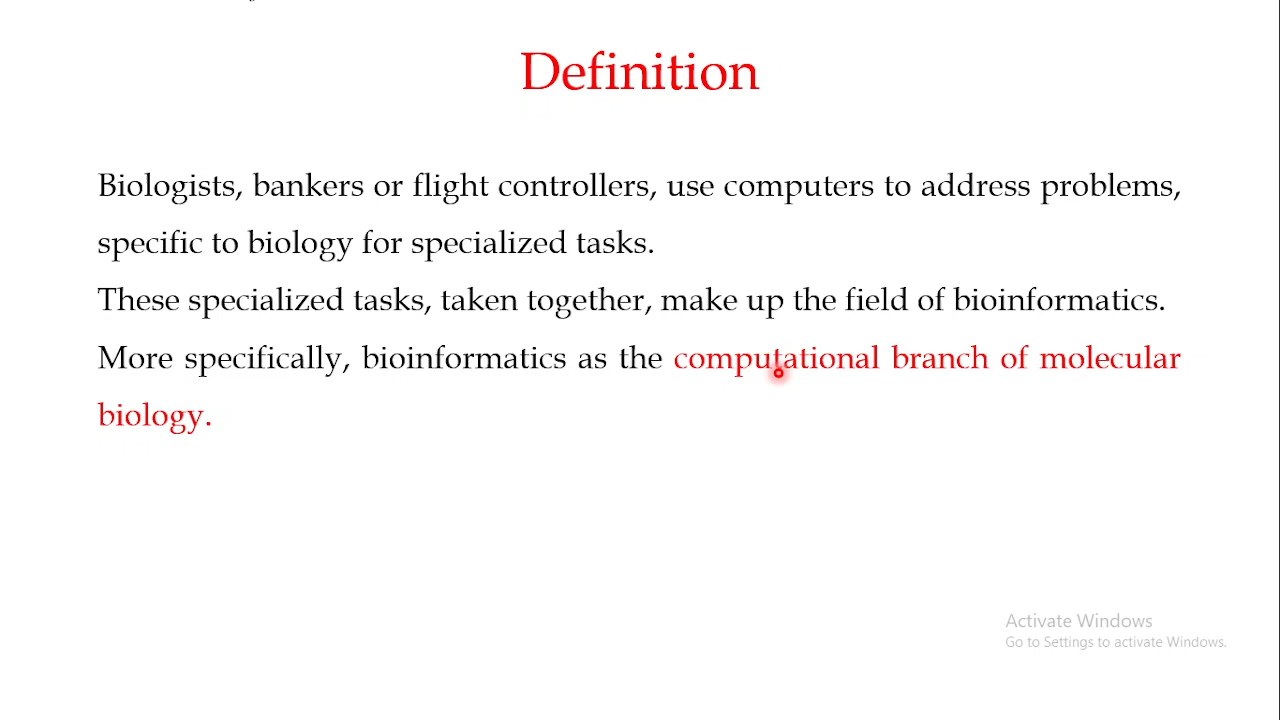 Definition
Biologists, bankers or flight controllers, use computers to address problems,
specific to biology for specialized tasks.
These specialized tasks, taken together, make up the field of bioinformatics.
More specifically, bioinformatics as the computational branch of molecular
biology.
Activate Windows
Go to Settings to activate Windows.